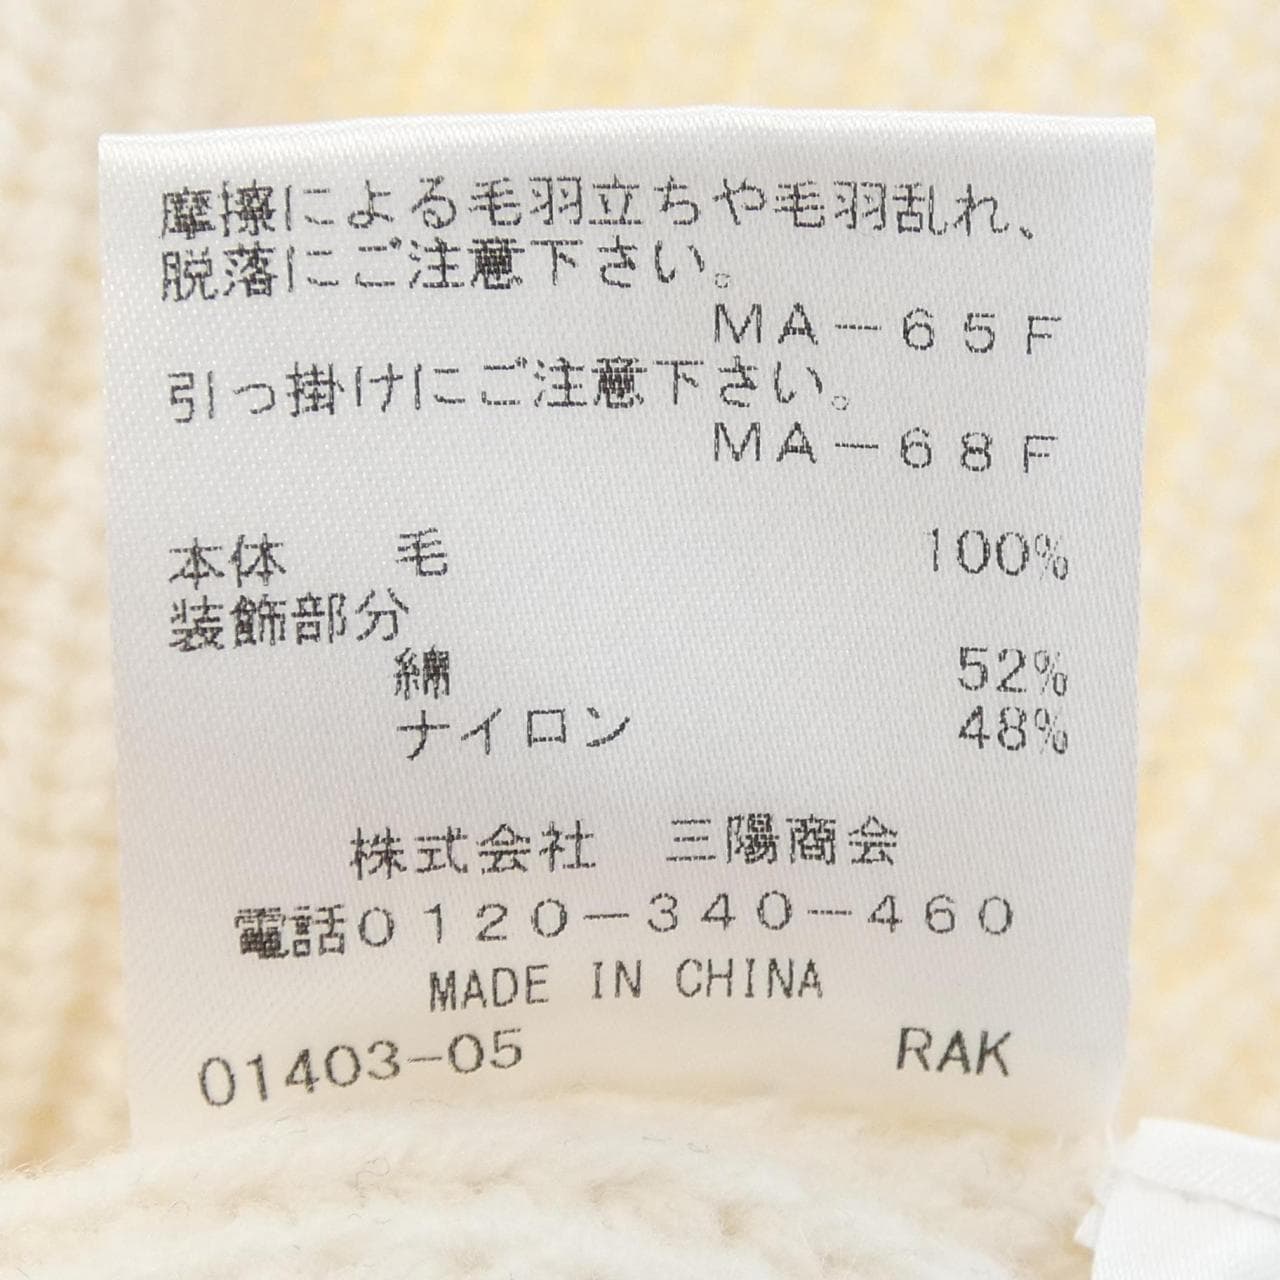 摩擦による毛羽立ちや毛羽乱れ、
脱落にご注意下さい。
MA-65F
引っ掛けにご注意下さい。
MA-68F
本体 毛 100%
装飾部分
綿 52%
ナイロン 48%
株式会社 三陽商会
電話0120-340-460
MADE IN CHINA
01403-05 RAK